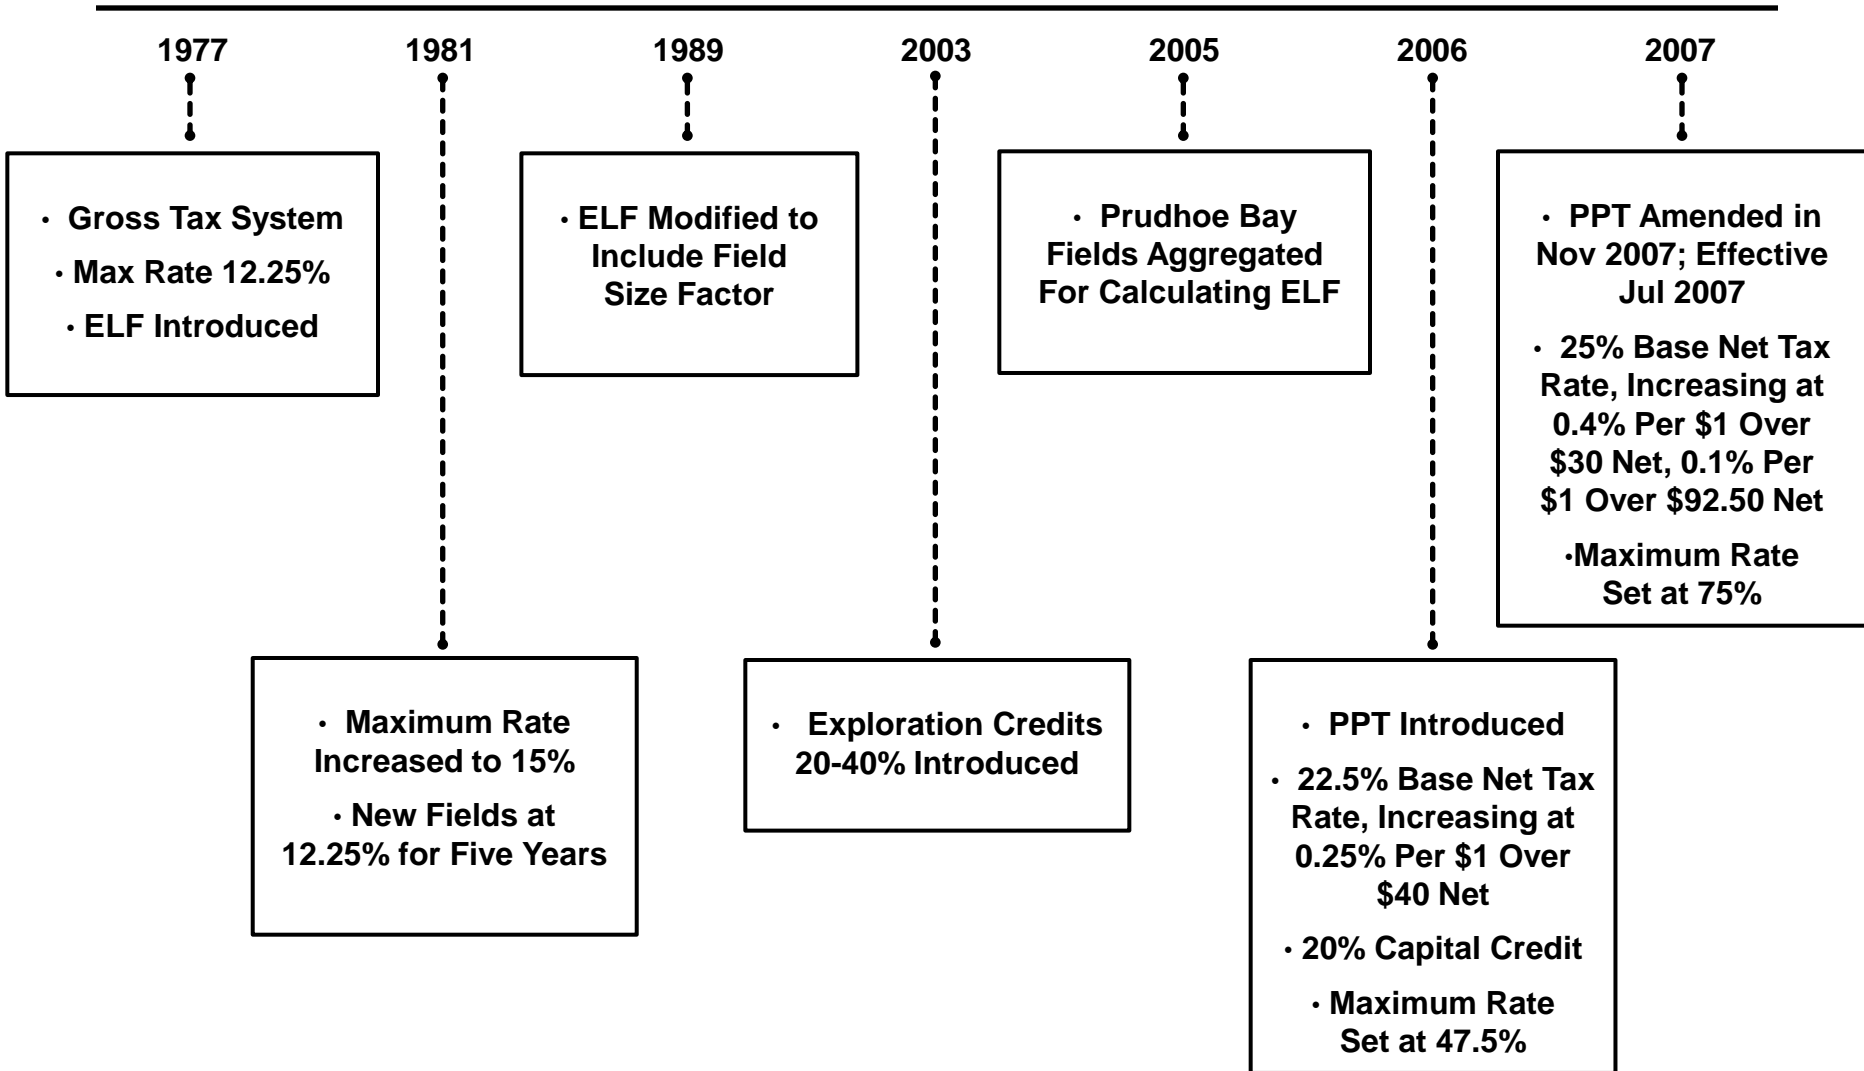 1977
1981
1989
2003
2005
2006
2007
• Gross Tax System
• Max Rate 12.25%
• ELF Introduced
• Maximum Rate
Increased to 15%
• New Fields at
12.25% for Five Years
• ELF Modified to
Include Field
Size Factor
• Exploration Credits
20-40% Introduced
• Prudhoe Bay
Fields Aggregated
For Calculating ELF
• PPT Introduced
• 22.5% Base Net Tax
Rate, Increasing at
0.25% Per $1 Over
$40 Net
• 20% Capital Credit
• Maximum Rate
Set at 47.5%
• PPT Amended in
Nov 2007; Effective
Jul 2007
• 25% Base Net Tax
Rate, Increasing at
0.4% Per $1 Over
$30 Net, 0.1% Per
$1 Over $92.50 Net
•Maximum Rate
Set at 75%